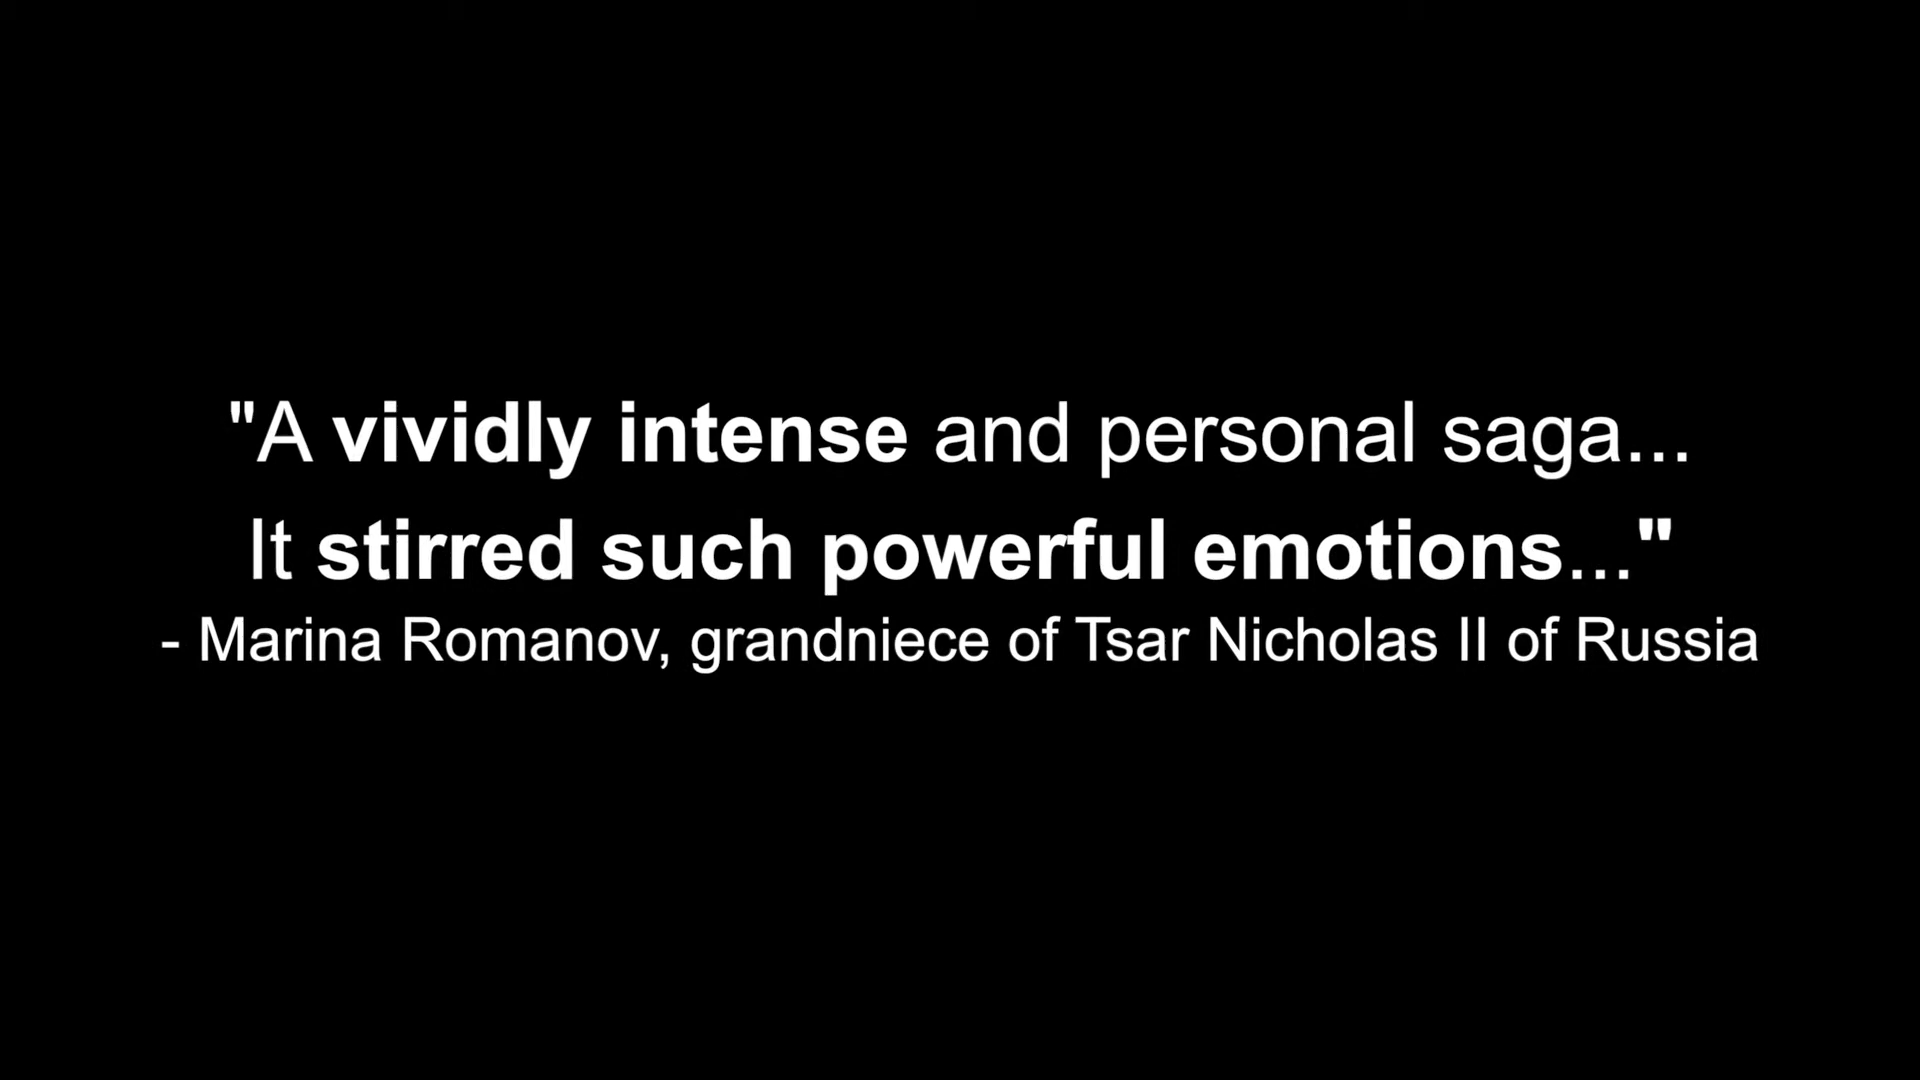 "A vividly intense and personal saga...
It stirred such powerful emotions..."
- Marina Romanov, grandniece of Tsar Nicholas II of Russia